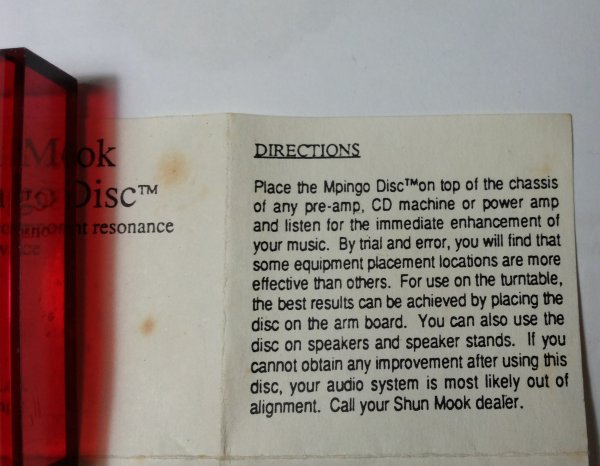 Mook
Disc™
resonance
DIRECTIONS
Place the Mpingo Disc™on top of the chassis
of any pre-amp, CD machine or power amp
and listen for the immediate enhancement of
your music. By trial and error, you will find that
some equipment placement locations are more
effective than others. For use on the turntable,
the best results can be achieved by placing the
disc on the arm board. You can also use the
disc on speakers and speaker stands. If you
cannot obtain any improvement after using this
disc, your audio system is most likely out of
alignment. Call your Shun Mook dealer.